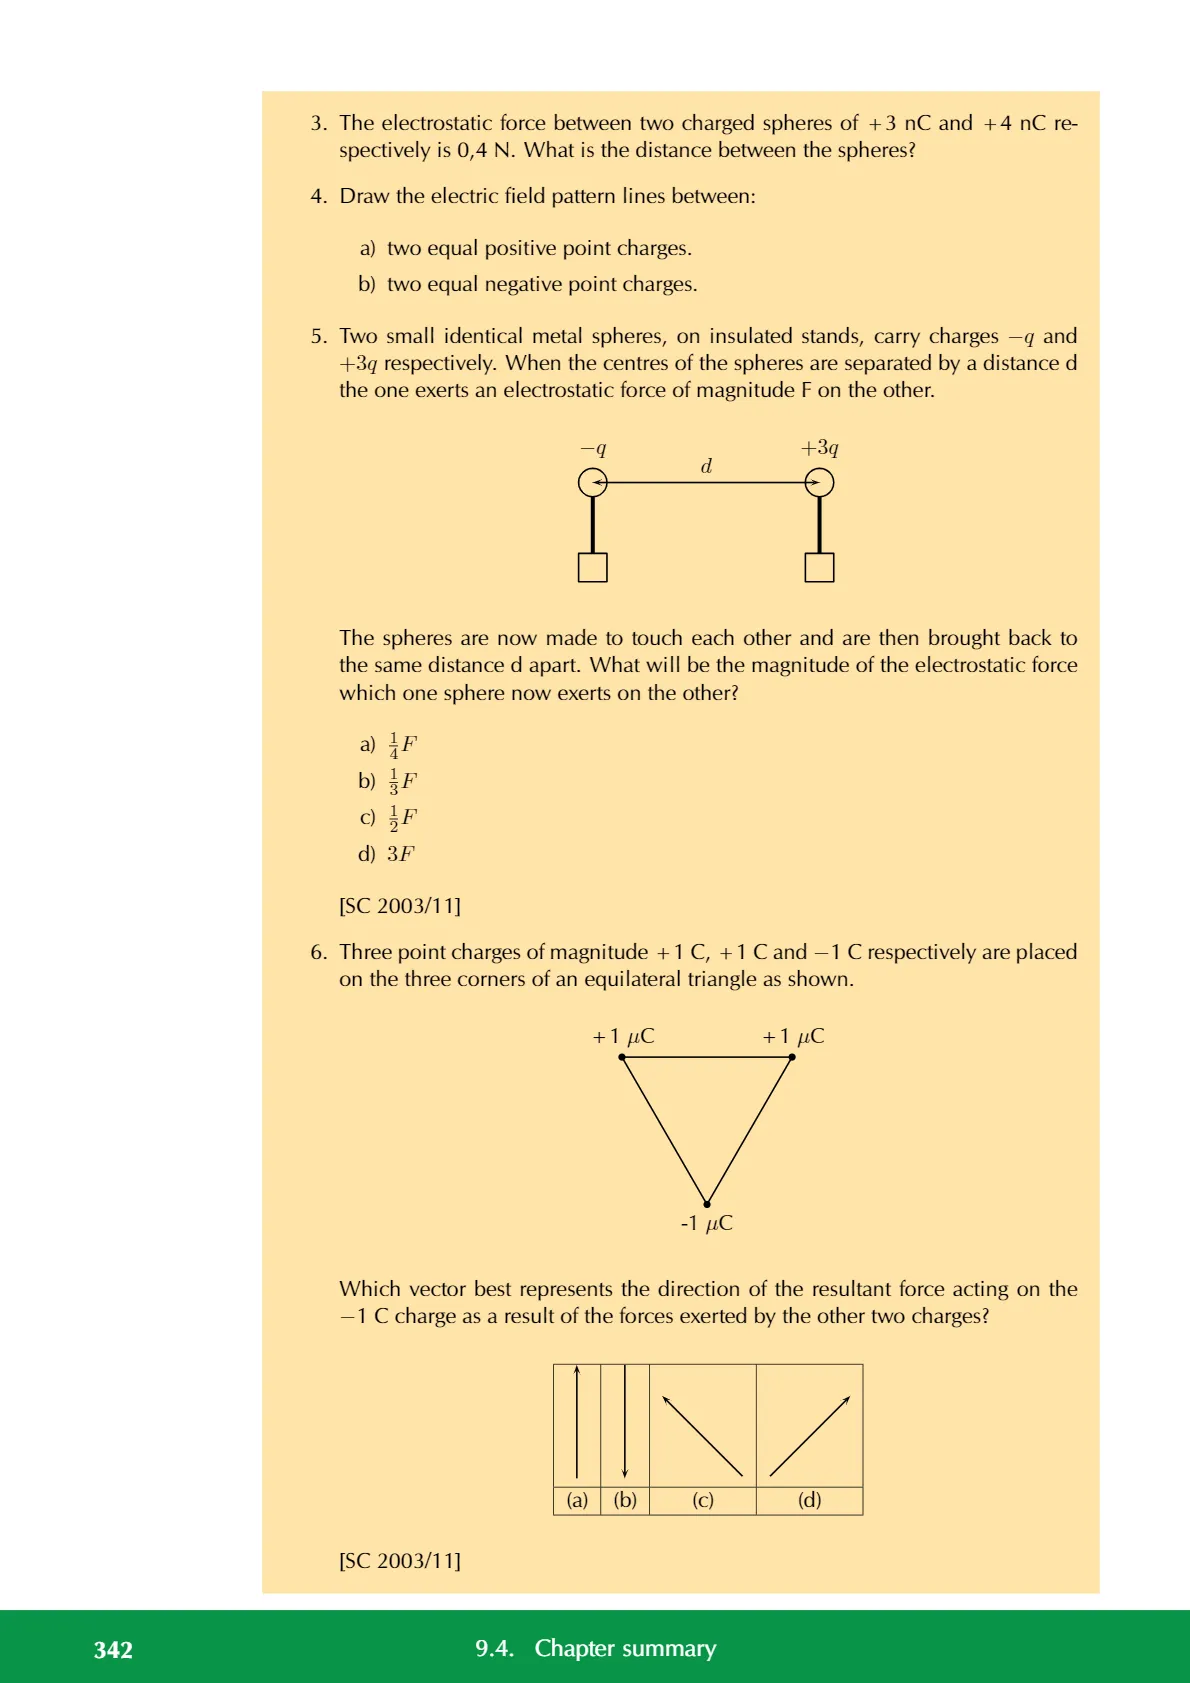 3. The electrostatic force between two charged spheres of +3 nC and +4 nC re-
spectively is 0,4 N. What is the distance between the spheres?
4. Draw the electric field pattern lines between:
a) two equal positive point charges.
b) two equal negative point charges.
5. Two small identical metal spheres, on insulated stands, carry charges −q and
+3q respectively. When the centres of the spheres are separated by a distance d
the one exerts an electrostatic force of magnitude F on the other.
−q +3q
d
The spheres are now made to touch each other and are then brought back to
the same distance d apart. What will be the magnitude of the electrostatic force
which one sphere now exerts on the other?
a) 1/4 F
b) 1/3 F
c) 1/2 F
d) 3F
[SC 2003/11]
6. Three point charges of magnitude +1 C, +1 C and −1 C respectively are placed
on the three corners of an equilateral triangle as shown.
+1 μC +1 μC
-1 μC
Which vector best represents the direction of the resultant force acting on the
−1 C charge as a result of the forces exerted by the other two charges?
(a) (b) (c) (d)
[SC 2003/11]
342 9.4. Chapter summary